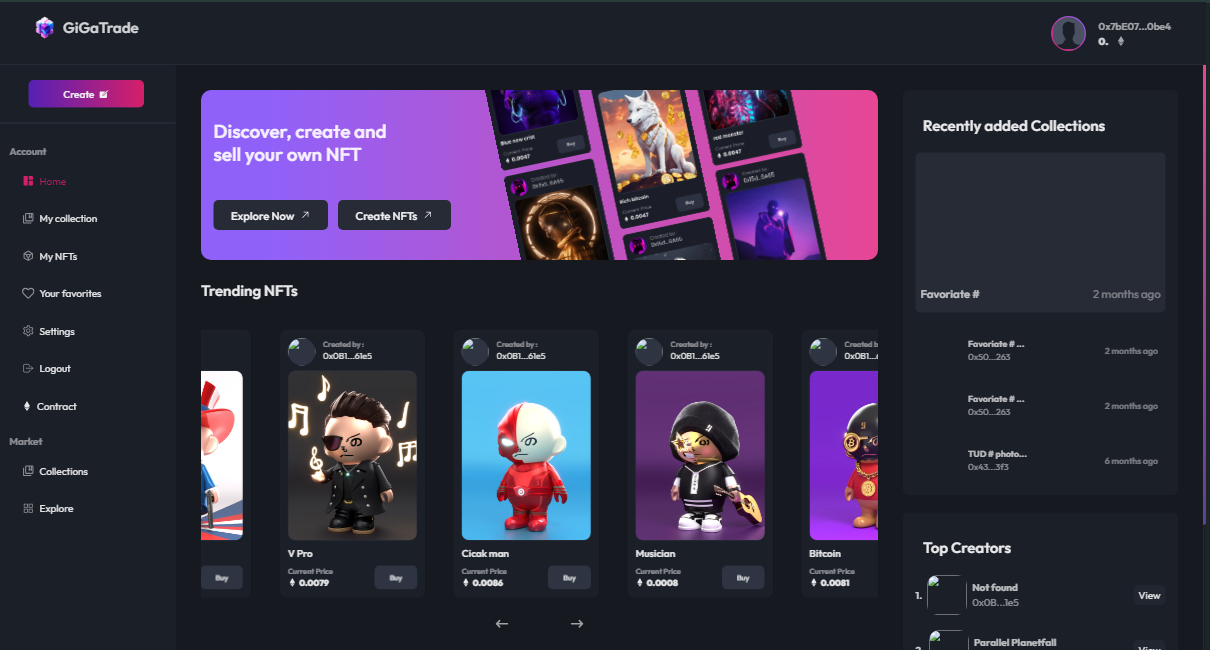 GiGaTrade
0x7bE07...0be4
0.
Create
Account
Home
My collection
My NFTs
Your favorites
Settings
Logout
Contract
Market
Collections
Explore
Discover, create and
sell your own NFT
Explore Now
Create NFTs
Blue new crist
Current Price
0.0047
Buy
Created by :
Rich bitcoin
Current Price
0.0047
Buy
Created by :
red monster
Current Price
0.0047
Buy
Created by :
Trending NFTs
Buy
Created by :
0x0B1...61e5
V Pro
Current Price
0.0079
Buy
Created by :
0x0B1...61e5
Cicak man
Current Price
0.0086
Buy
Created by :
0x0B1...61e5
Musician
Current Price
0.0008
Buy
Created b
0x0B1...6
Bitcoin
Current Price
0.0081
Recently added Collections
Favoriate #
2 months ago
Favoriate # ...
0x50...263
2 months ago
Favoriate # ...
0x50...263
2 months ago
TUD # photo...
0x43...3f3
6 months ago
Top Creators
1.
Not found
0x0B...1e5
View
2.
Parallel Planetfall
View